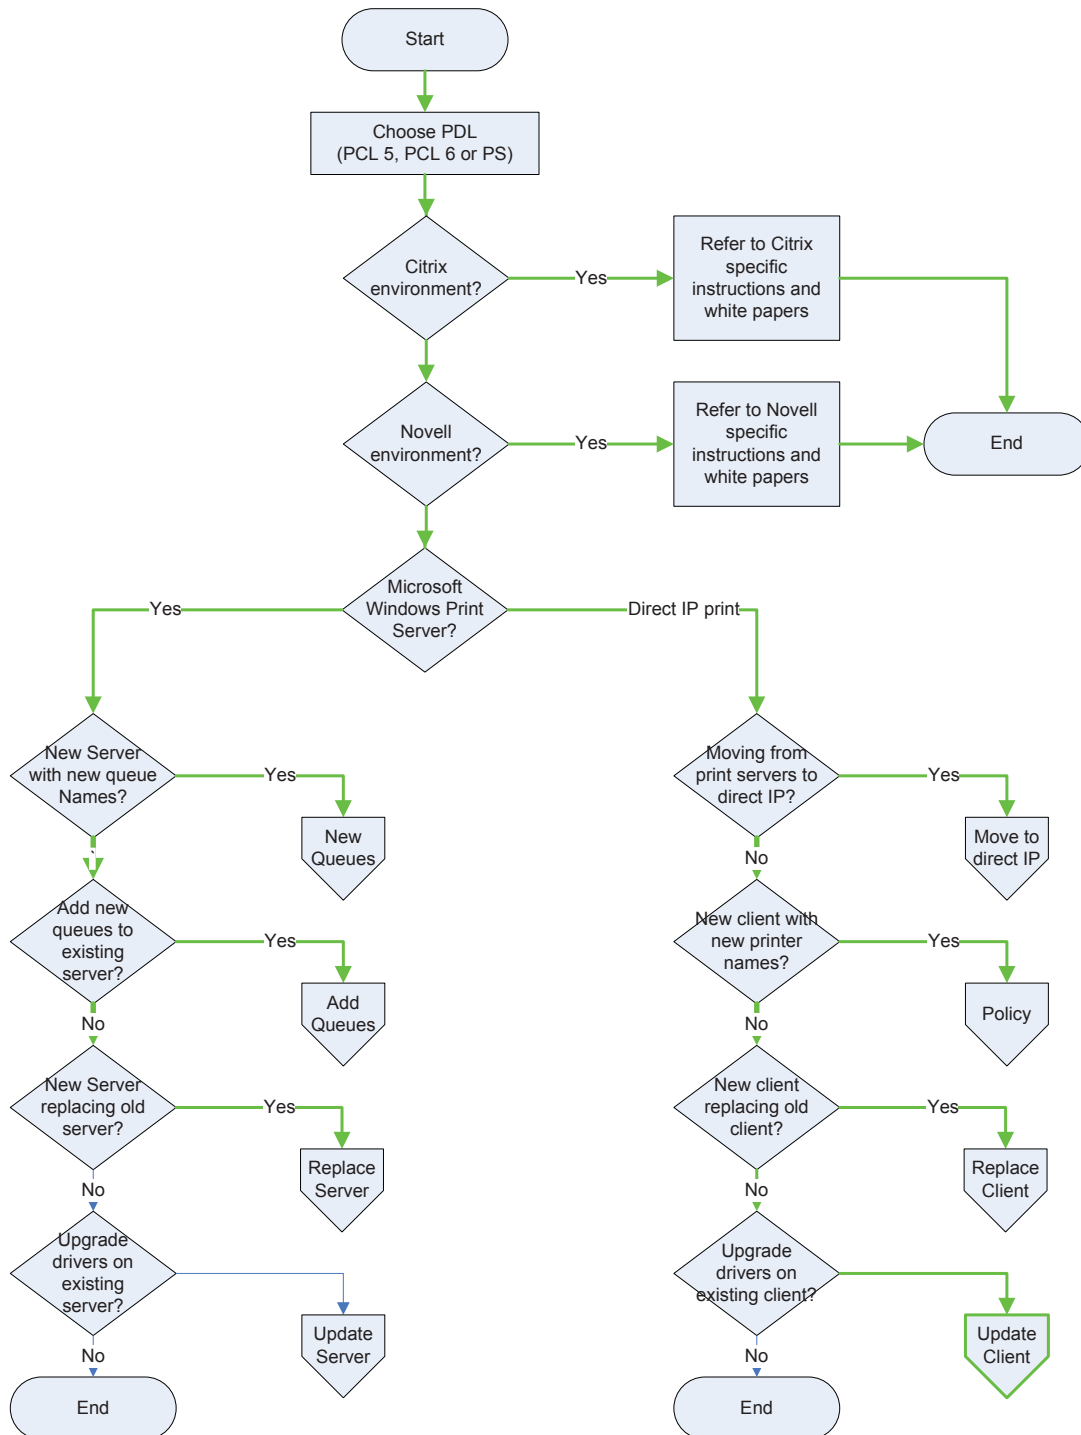 Start
Choose PDL
(PCL 5, PCL 6 or PS)
Citrix
environment?
Yes
Refer to Citrix
specific
instructions and
white papers
Novell
environment?
Yes
Refer to Novell
specific
instructions and
white papers
End
Microsoft
Windows Print
Server?
Yes
Direct IP print
New Server
with new queue
Names?
Yes
New
Queues
Add new
queues to
existing
server?
Yes
Add
Queues
No
New Server
replacing old
server?
Yes
Replace
Server
No
Upgrade
drivers on
existing
server?
Update
Server
No
End
Moving from
print servers to
direct IP?
Yes
Move to
direct IP
No
New client with
new printer
names?
Yes
Policy
No
New client
replacing old
client?
Yes
Replace
Client
No
Upgrade
drivers on
existing client?
Update
Client
No
End